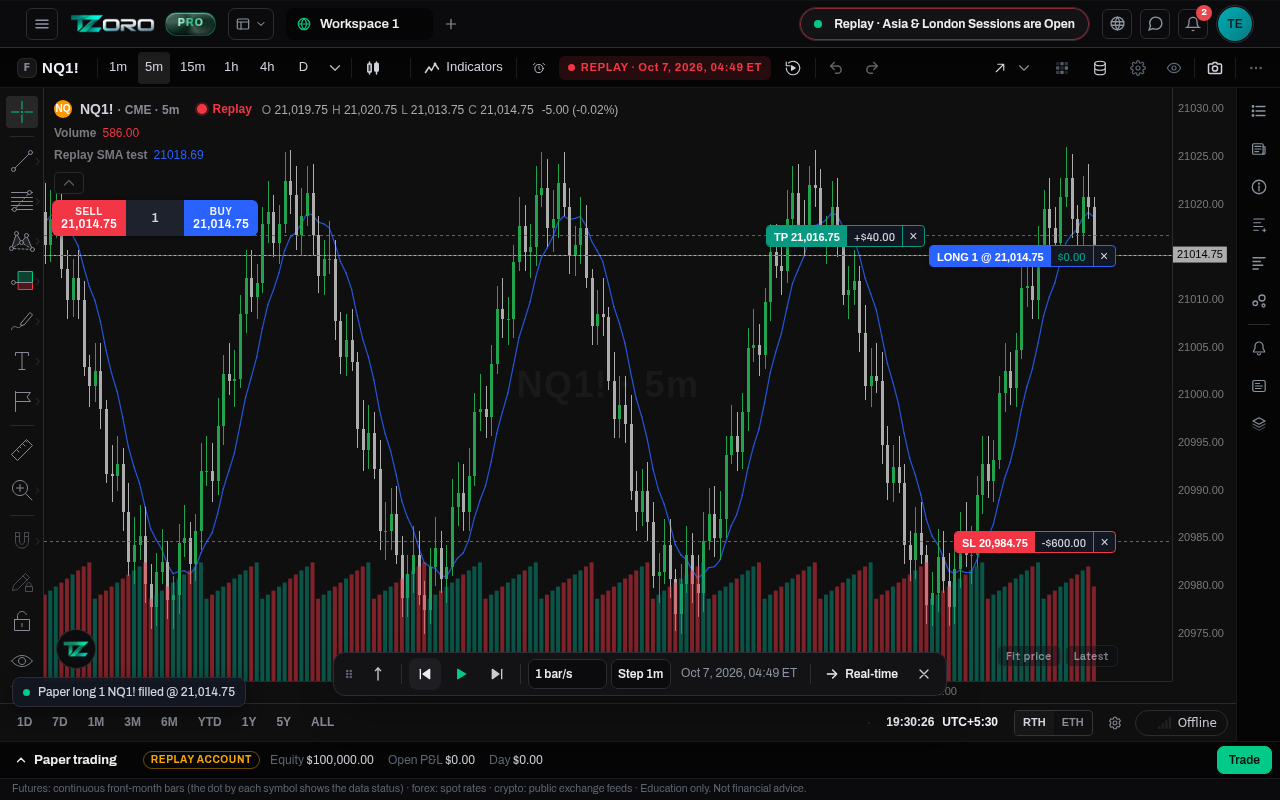 TZORO PRO
Workspace 1
Replay · Asia & London Sessions are Open
2
TE
F NQ1! 1m 5m 15m 1h 4h D
Indicators
REPLAY · Oct 7, 2026, 04:49 ET
NQ NQ1! · CME · 5m Replay O 21,019.75 H 21,020.75 L 21,013.75 C 21,014.75 -5.00 (-0.02%)
Volume 586.00
Replay SMA test 21018.69
SELL 21,014.75
1
BUY 21,014.75
TP 21,016.75 +$40.00 ×
LONG 1 @ 21,014.75 $0.00 ×
SL 20,984.75 -$600.00 ×
NQ1! 5m
21030.00
21025.00
21020.00
21014.75
21010.00
21005.00
21000.00
20995.00
20990.00
20985.00
20980.00
20975.00
Fit price Latest
TZ
1 bar/s Step 1m Oct 7, 2026, 04:49 ET Real-time
:00
Paper long 1 NQ1! filled @ 21,014.75
1D 7D 1M 3M 6M YTD 1Y 5Y ALL
19:30:26 UTC+5:30 RTH ETH Offline
Paper trading REPLAY ACCOUNT Equity $100,000.00 Open P&L $0.00 Day $0.00 Trade
Futures: continuous front-month bars (the dot by each symbol shows the data status) · forex: spot rates · crypto: public exchange feeds · Education only. Not financial advice.